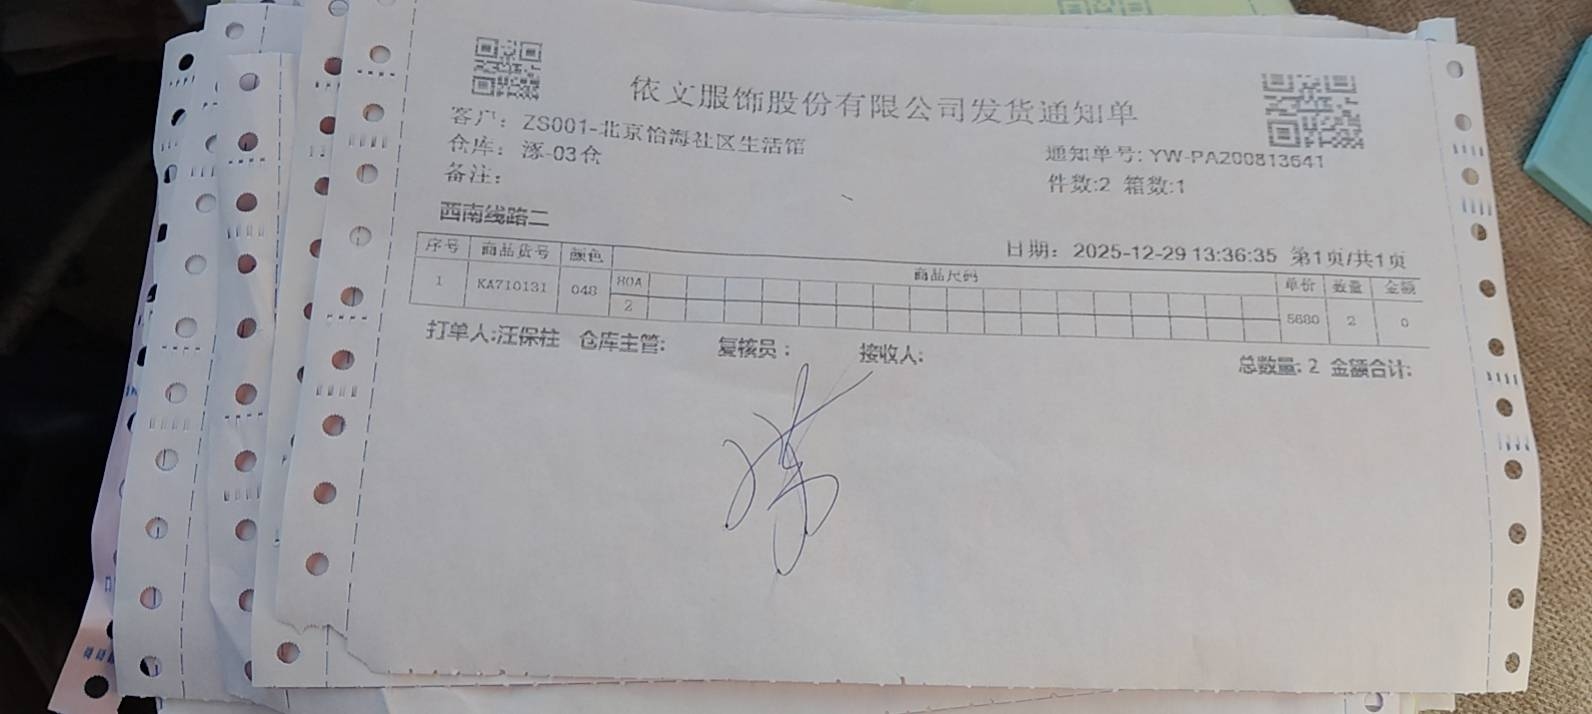 依文服饰股份有限公司发货通知单
客户: ZS001-北京怡海社区生活馆
仓库: 涿-03仓
通知单号: YW-PA200813641
备注:
件数:2 箱数:1
西南线路二
日期: 2025-12-29 13:36:35 第1页/共1页
序号 商品货号 颜色 商品尺码 单价 数量 金额
1 KA710131 048 80A 5680 2 0
2
打单人:汪保柱 仓库主管: 复核员: 接收人:
总数量: 2 金额合计: